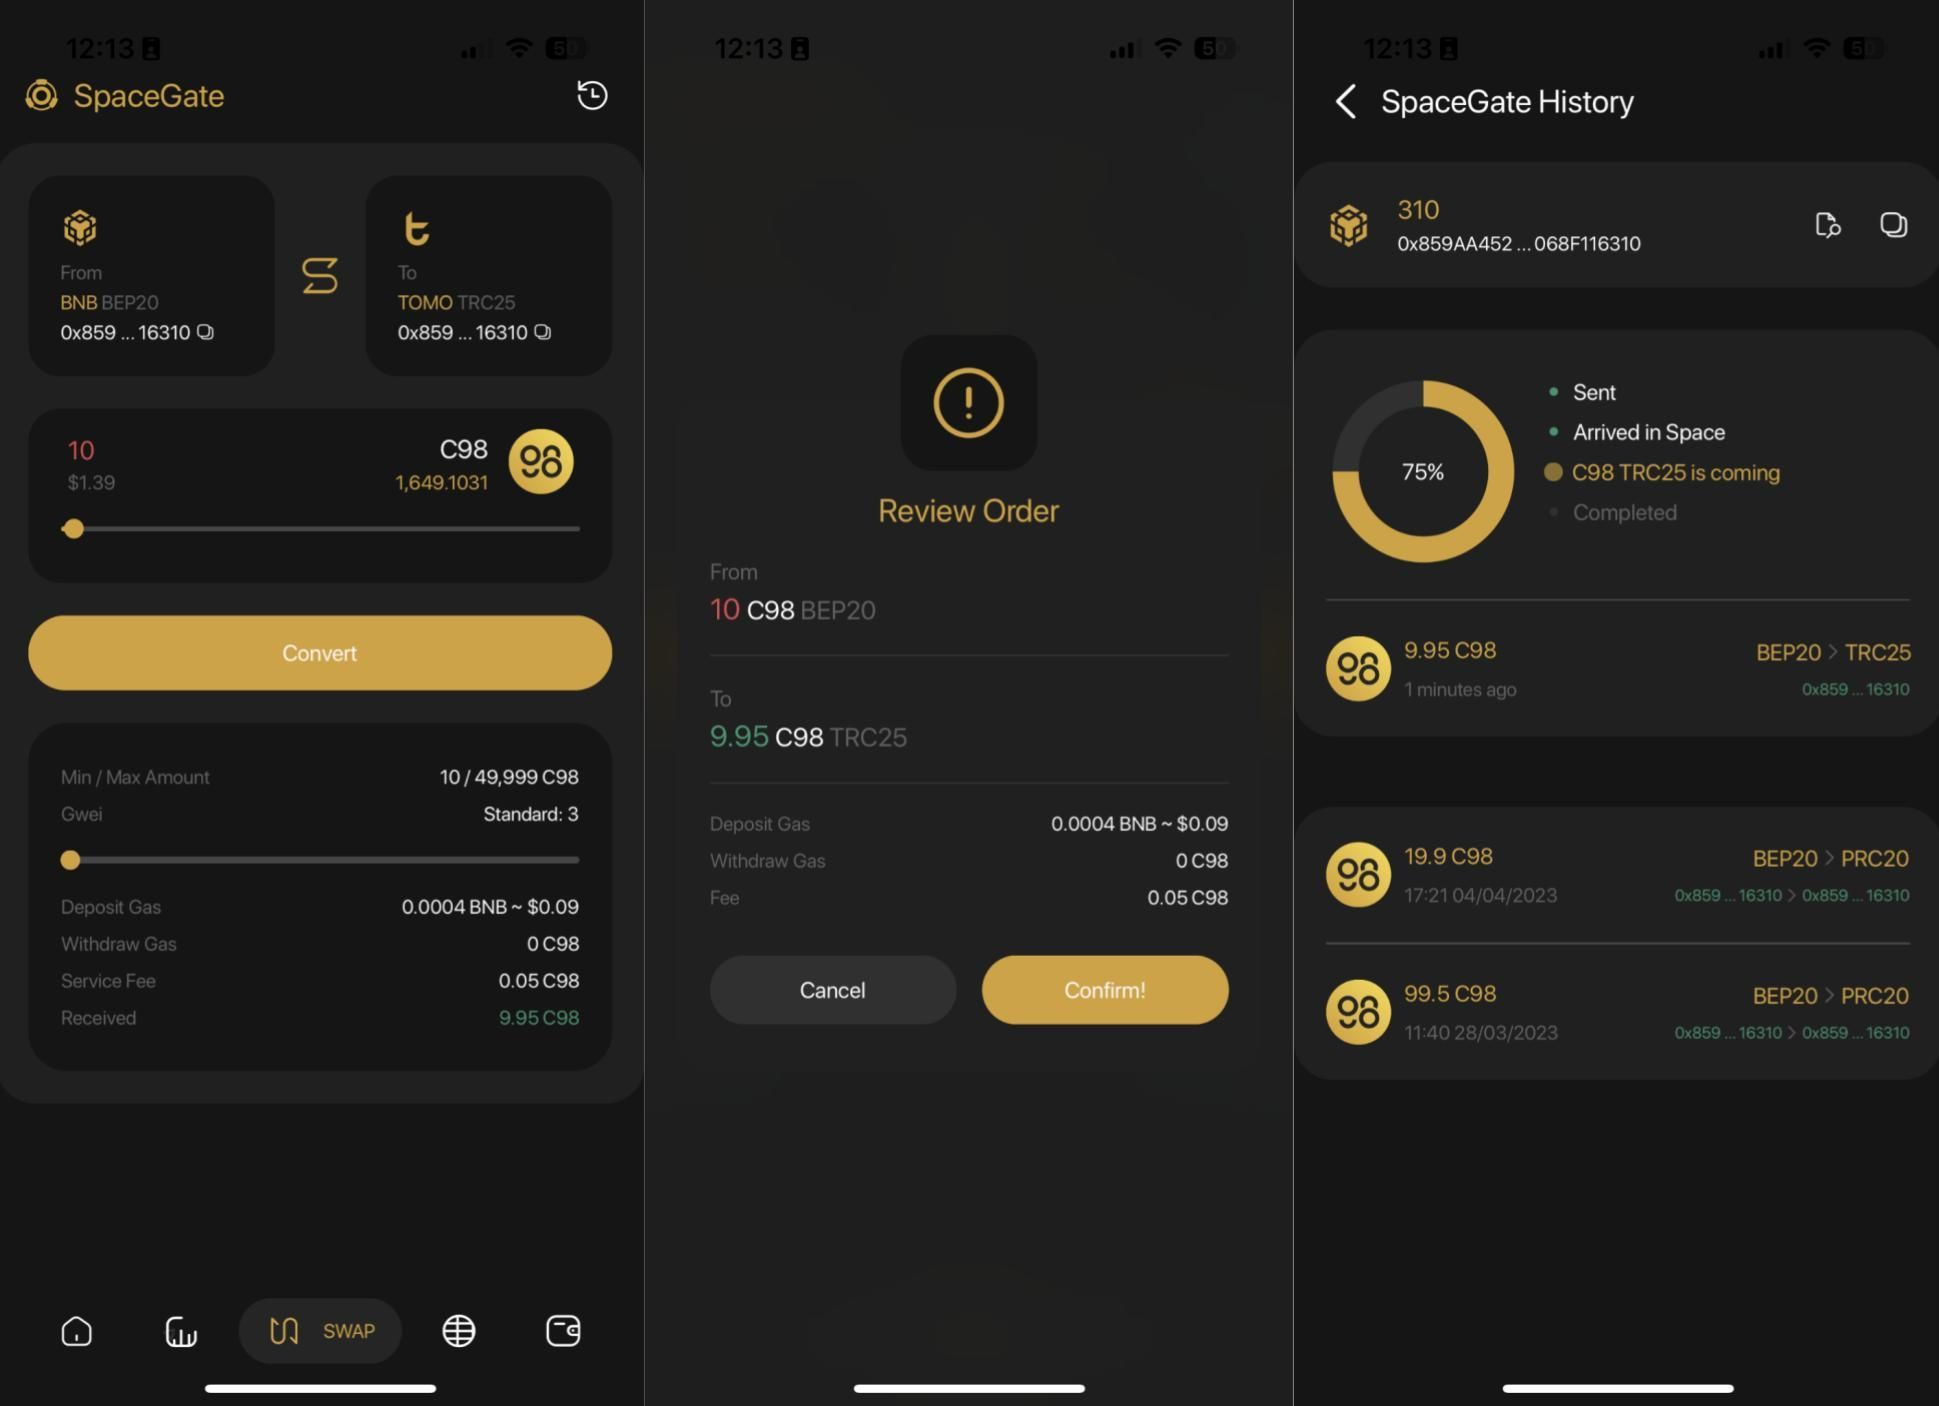 12:13
50
SpaceGate
From
BNB BEP20
0x859 ... 16310
To
TOMO TRC25
0x859 ... 16310
10
$1.39
C98
1,649.1031
Convert
Min / Max Amount
10 / 49,999 C98
Gwei
Standard: 3
Deposit Gas
0.0004 BNB ~ $0.09
Withdraw Gas
0 C98
Service Fee
0.05 C98
Received
9.95 C98
SWAP
12:13
50
Review Order
From
10 C98 BEP20
To
9.95 C98 TRC25
Deposit Gas
0.0004 BNB ~ $0.09
Withdraw Gas
0 C98
Fee
0.05 C98
Cancel
Confirm!
12:13
50
SpaceGate History
310
0x859AA452 ... 068F116310
75%
Sent
Arrived in Space
C98 TRC25 is coming
Completed
9.95 C98
BEP20 > TRC25
1 minutes ago
0x859 ... 16310
19.9 C98
BEP20 > PRC20
17:21 04/04/2023
0x859 ... 16310 > 0x859 ... 16310
99.5 C98
BEP20 > PRC20
11:40 28/03/2023
0x859 ... 16310 > 0x859 ... 16310